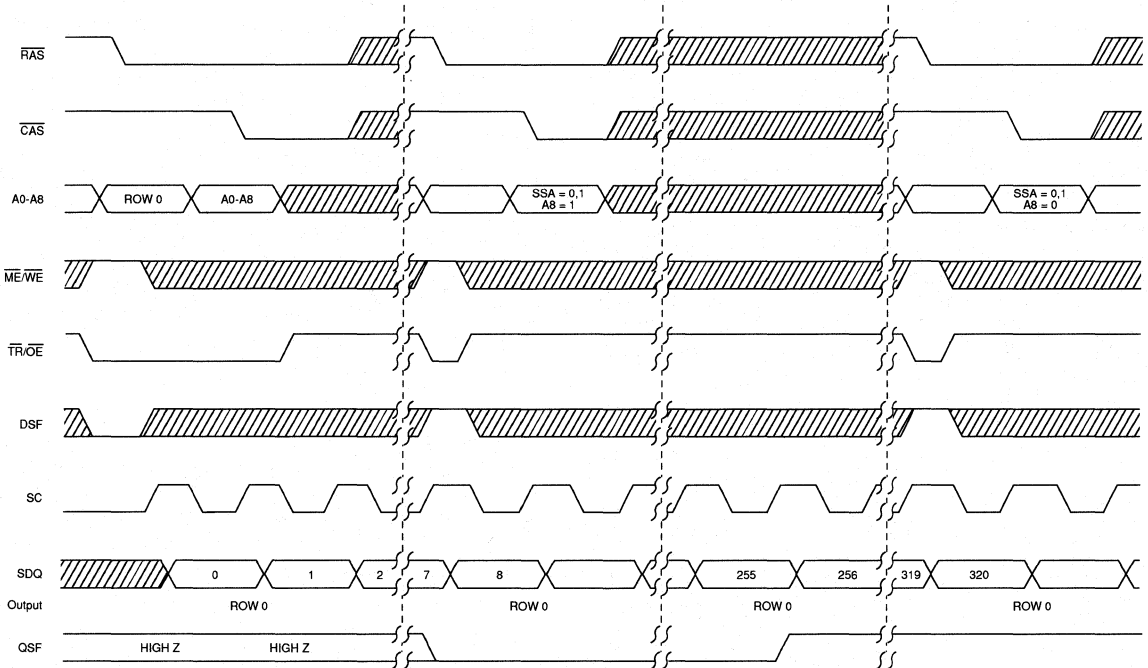 RAS
CAS
A0-A8 ROW 0 A0-A8 SSA = 0,1 A8 = 1 SSA = 0,1 A8 = 0
ME/WE
TR/OE
DSF
SC
SDQ 0 1 2 7 8 255 256 319 320
Output ROW 0 ROW 0 ROW 0 ROW 0
QSF HIGH Z HIGH Z